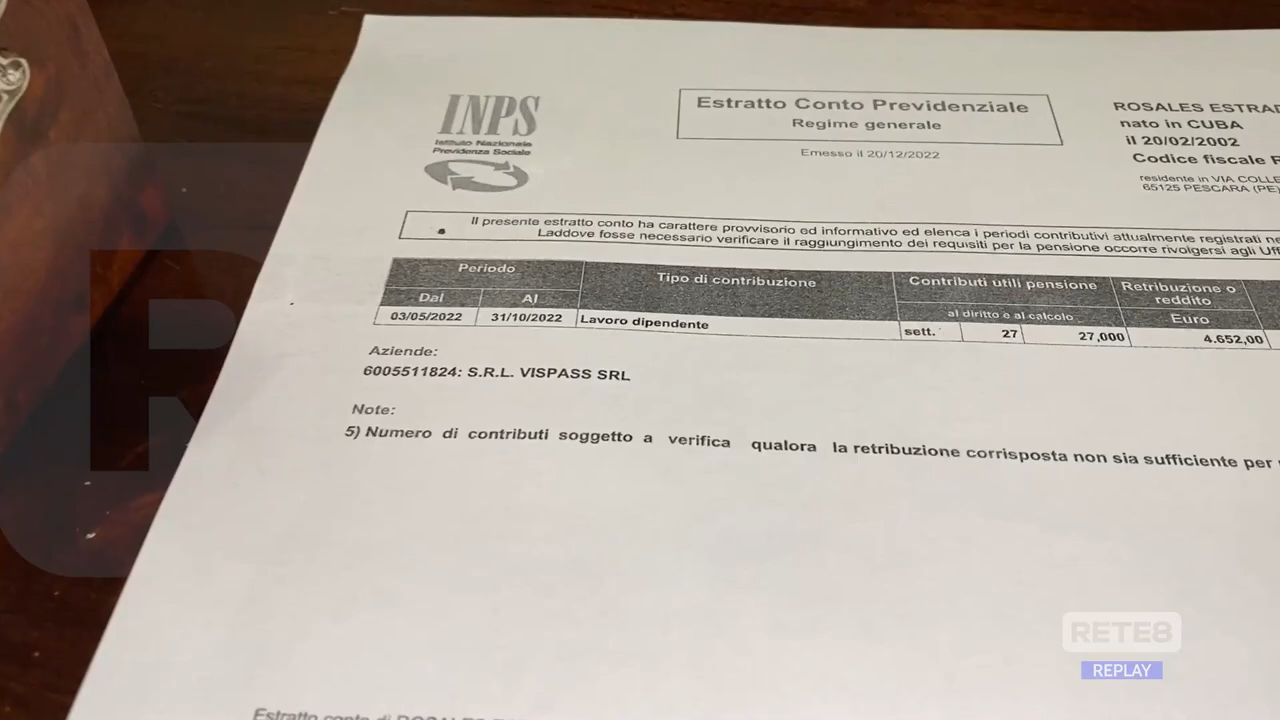 INPS
Istituto Nazionale
Previdenza Sociale
Estratto Conto Previdenziale
Regime generale
Emesso il 20/12/2022
ROSALES ESTRAD
nato in CUBA
il 20/02/2002
Codice fiscale
residente in VIA COLLE
65125 PESCARA (PE)
Il presente estratto conto ha carattere provvisorio ed informativo ed elenca i periodi contributivi attualmente registrati
Laddove fosse necessario verificare il raggiungimento dei requisiti per la pensione occorre rivolgersi agli Uff
Periodo
Tipo di contribuzione
Contributi utili pensione
Retribuzione o
reddito
Dal
Al
al diritto e al calcolo
Euro
03/05/2022
31/10/2022
Lavoro dipendente
sett.
27
27,000
4.652,00
Aziende:
6005511824: S.R.L. VISPASS SRL
Note:
5) Numero di contributi soggetto a verifica qualora la retribuzione corrisposta non sia sufficiente per
Estratto conto di
RETE8
REPLAY